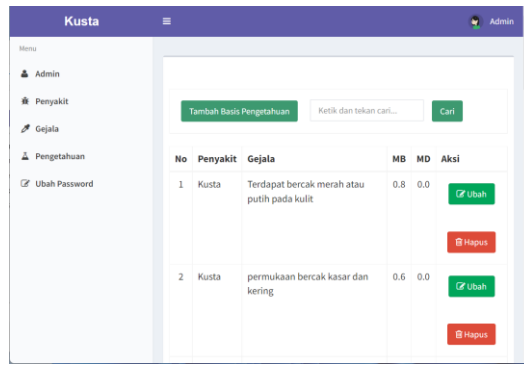 Kusta
Admin
Menu
Admin
Penyakit
Gejala
Pengetahuan
Ubah Password
Tambah Basis Pengetahuan
Ketik dan tekan cari...
Cari
No Penyakit Gejala MB MD Aksi
1 Kusta Terdapat bercak merah atau 0.8 0.0 Ubah
putih pada kulit
Hapus
2 Kusta permukaan bercak kasar dan 0.6 0.0 Ubah
kering
Hapus